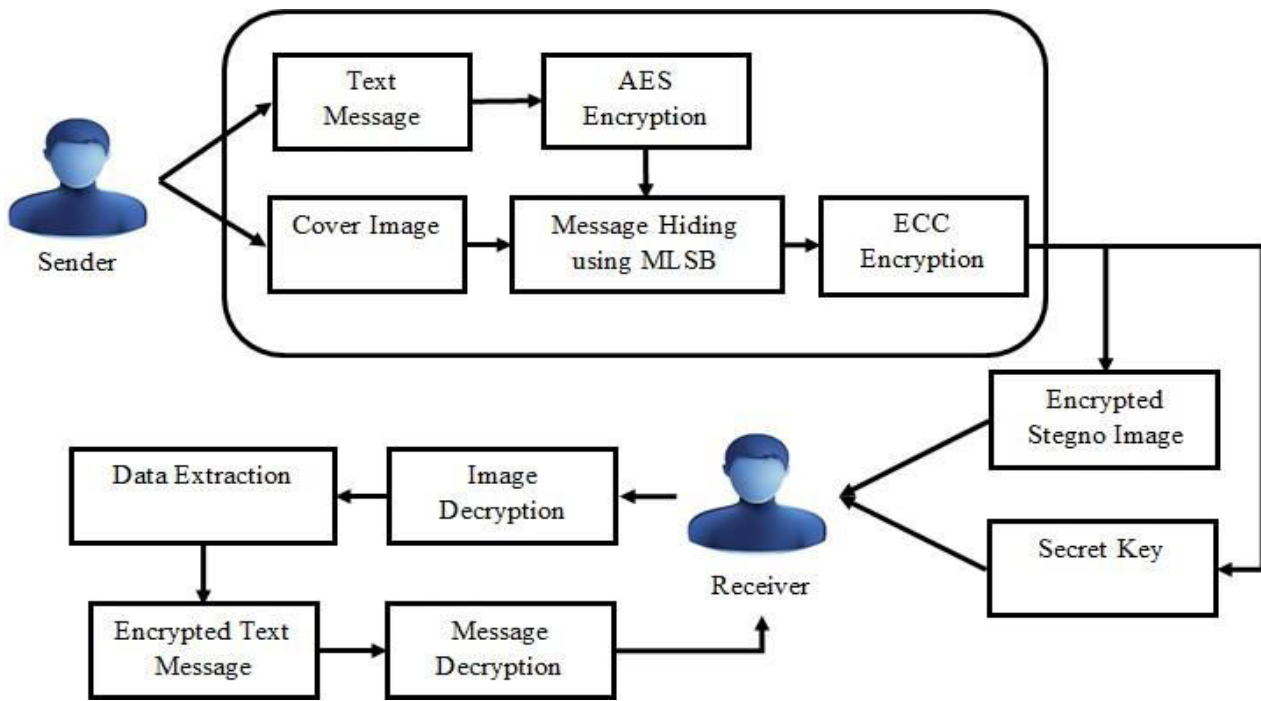 Text
Message
AES
Encryption
Sender
Cover Image
Message Hiding
using MLSB
ECC
Encryption
Encrypted
Stegno Image
Secret Key
Receiver
Image
Decryption
Data Extraction
Encrypted Text
Message
Message
Decryption